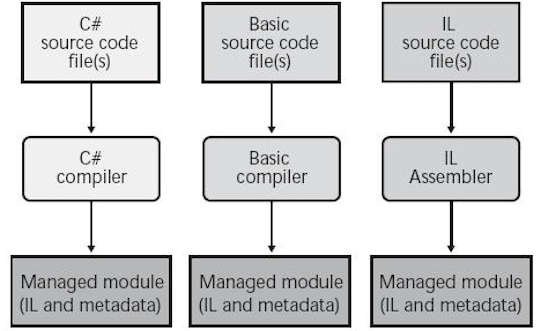 C#
source code
file(s)
Basic
source code
file(s)
IL
source code
file(s)
C#
compiler
Basic
compiler
IL
Assembler
Managed module
(IL and metadata)
Managed module
(IL and metadata)
Managed module
(IL and metadata)